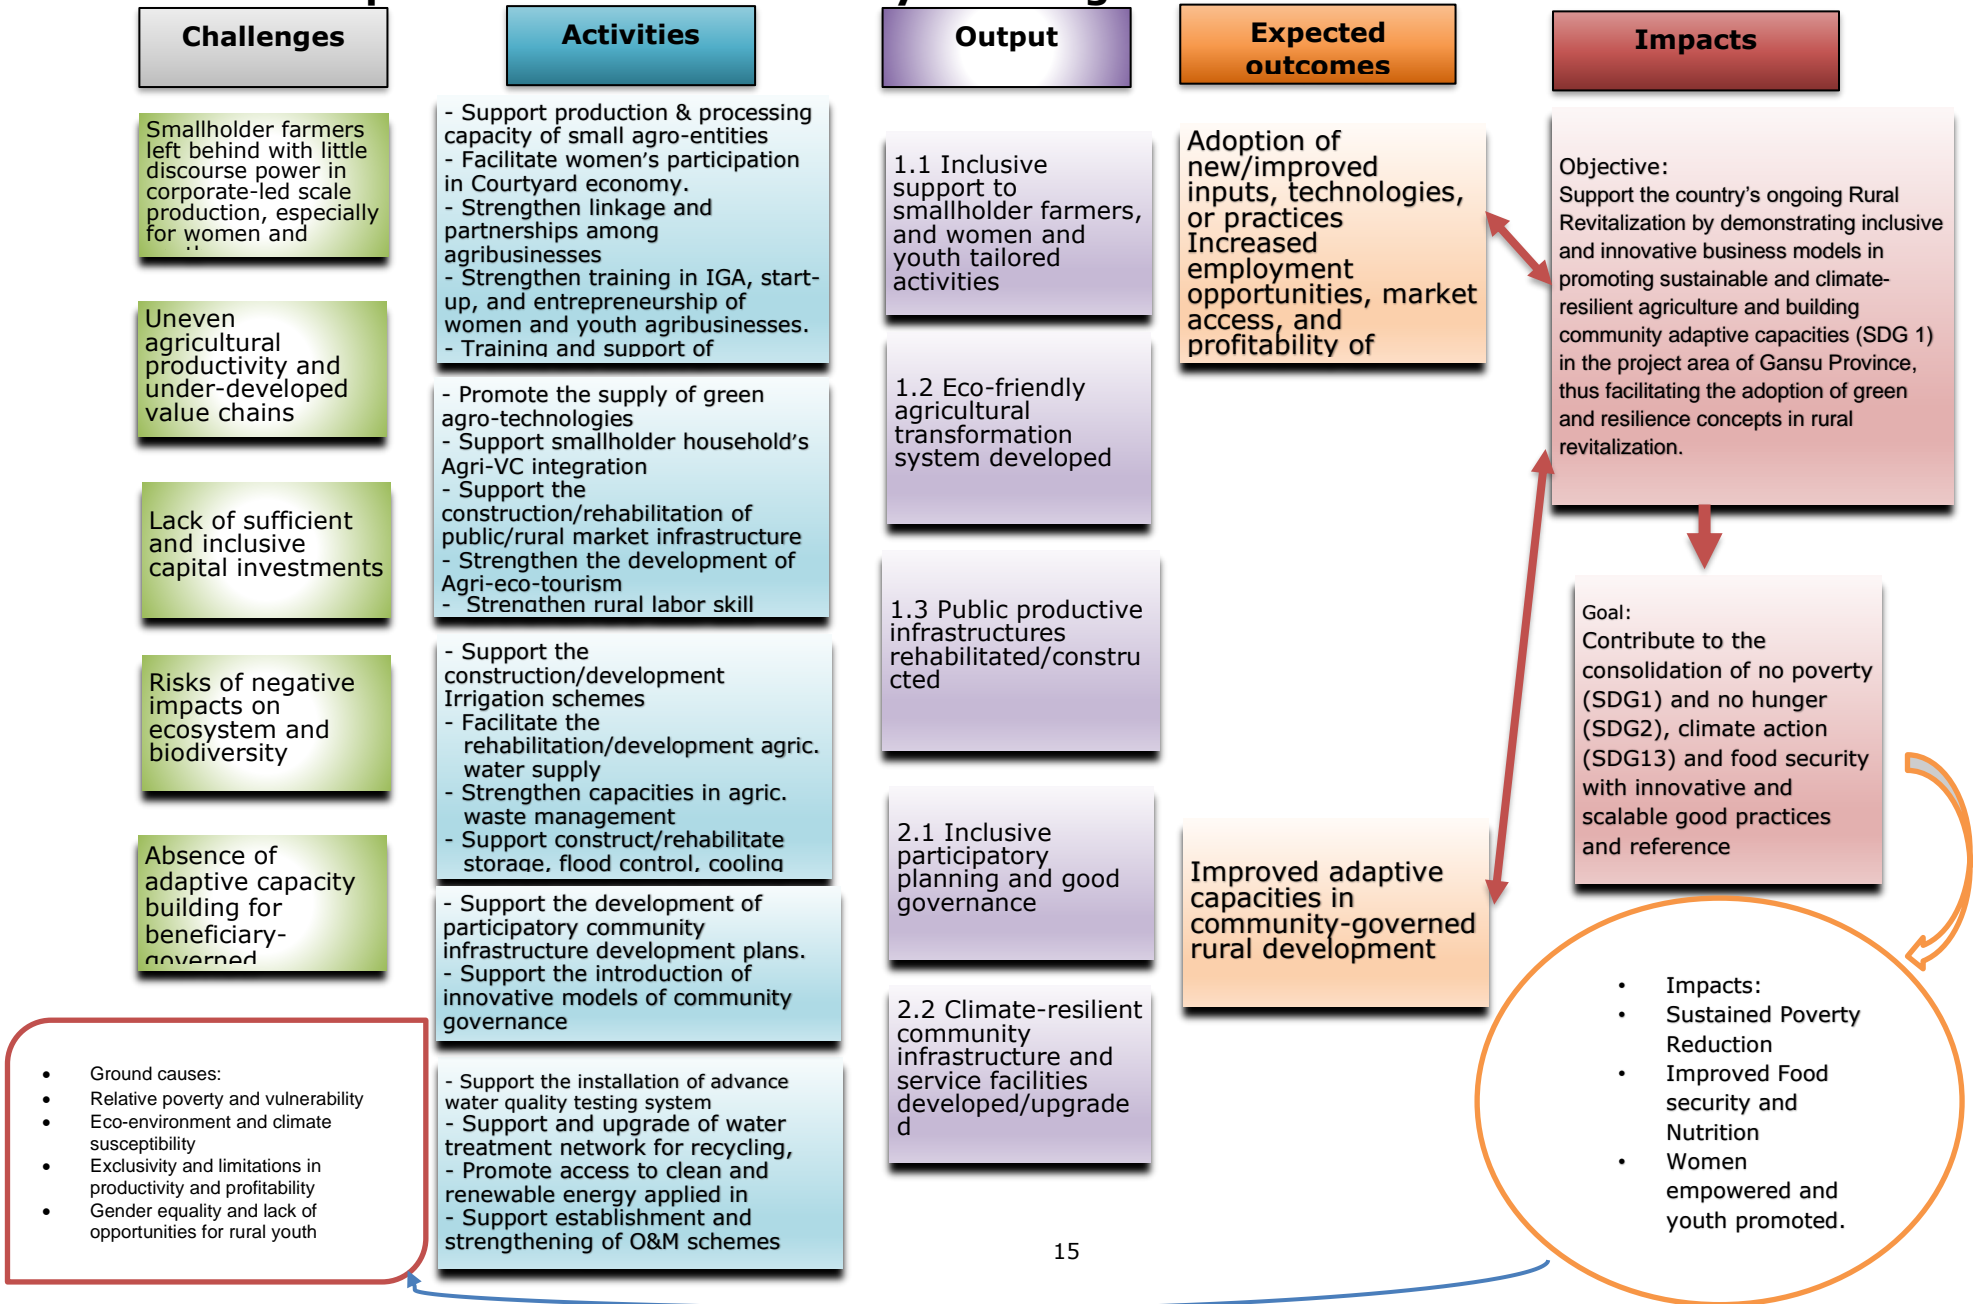 Challenges
Activities
Output
Expected
outcomes
Impacts
Smallholder farmers
left behind with little
discourse power in
corporate-led scale
production, especially
for women and
Uneven
agricultural
productivity and
under-developed
value chains
Lack of sufficient
and inclusive
capital investments
Risks of negative
impacts on
ecosystem and
biodiversity
Absence of
adaptive capacity
building for
beneficiary-
governed
• Ground causes:
• Relative poverty and vulnerability
• Eco-environment and climate
susceptibility
• Exclusivity and limitations in
productivity and profitability
• Gender equality and lack of
opportunities for rural youth
- Support production & processing
capacity of small agro-entities
- Facilitate women's participation
in Courtyard economy.
- Strengthen linkage and
partnerships among
agribusinesses
- Strengthen training in IGA, start-
up, and entrepreneurship of
women and youth agribusinesses.
- Training and support of
- Promote the supply of green
agro-technologies
- Support smallholder household's
Agri-VC integration
- Support the
construction/rehabilitation of
public/rural market infrastructure
- Strengthen the development of
Agri-eco-tourism
- Strengthen rural labor skill
- Support the
construction/development
Irrigation schemes
- Facilitate the
rehabilitation/development agric.
water supply
- Strengthen capacities in agric.
waste management
- Support construct/rehabilitate
storage, flood control, cooling
- Support the development of
participatory community
infrastructure development plans.
- Support the introduction of
innovative models of community
governance
- Support the installation of advance
water quality testing system
- Support and upgrade of water
treatment network for recycling,
- Promote access to clean and
renewable energy applied in
- Support establishment and
strengthening of O&M schemes
1.1 Inclusive
support to
smallholder farmers,
and women and
youth tailored
activities
1.2 Eco-friendly
agricultural
transformation
system developed
1.3 Public productive
infrastructures
rehabilitated/constru
cted
2.1 Inclusive
participatory
planning and good
governance
2.2 Climate-resilient
community
infrastructure and
service facilities
developed/upgrade
d
Adoption of
new/improved
inputs, technologies,
or practices
Increased
employment
opportunities, market
access, and
profitability of
Improved adaptive
capacities in
community-governed
rural development
Objective:
Support the country's ongoing Rural
Revitalization by demonstrating inclusive
and innovative business models in
promoting sustainable and climate-
resilient agriculture and building
community adaptive capacities (SDG 1)
in the project area of Gansu Province,
thus facilitating the adoption of green
and resilience concepts in rural
revitalization.
Goal:
Contribute to the
consolidation of no poverty
(SDG1) and no hunger
(SDG2), climate action
(SDG13) and food security
with innovative and
scalable good practices
and reference
• Impacts:
• Sustained Poverty
Reduction
• Improved Food
security and
Nutrition
• Women
empowered and
youth promoted.
15